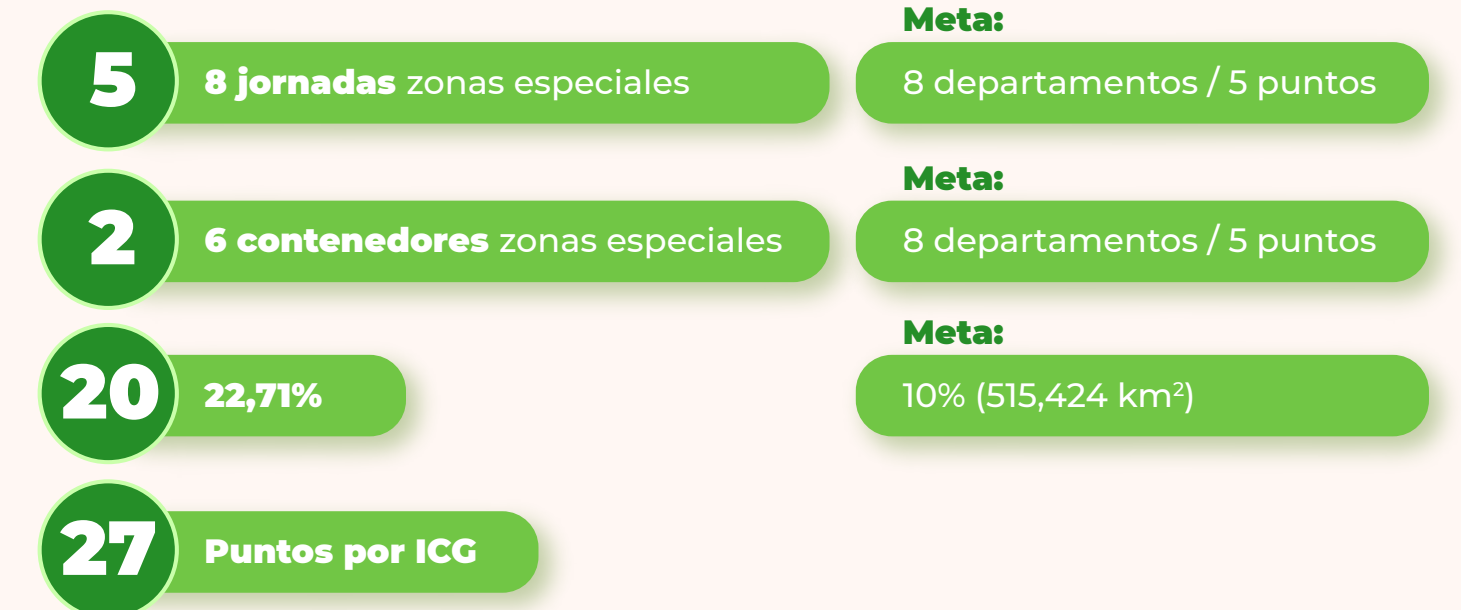 Meta:
5 8 jornadas zonas especiales 8 departamentos / 5 puntos
Meta:
2 6 contenedores zonas especiales 8 departamentos / 5 puntos
Meta:
20 22,71% 10% (515,424 km²)
27 Puntos por ICG